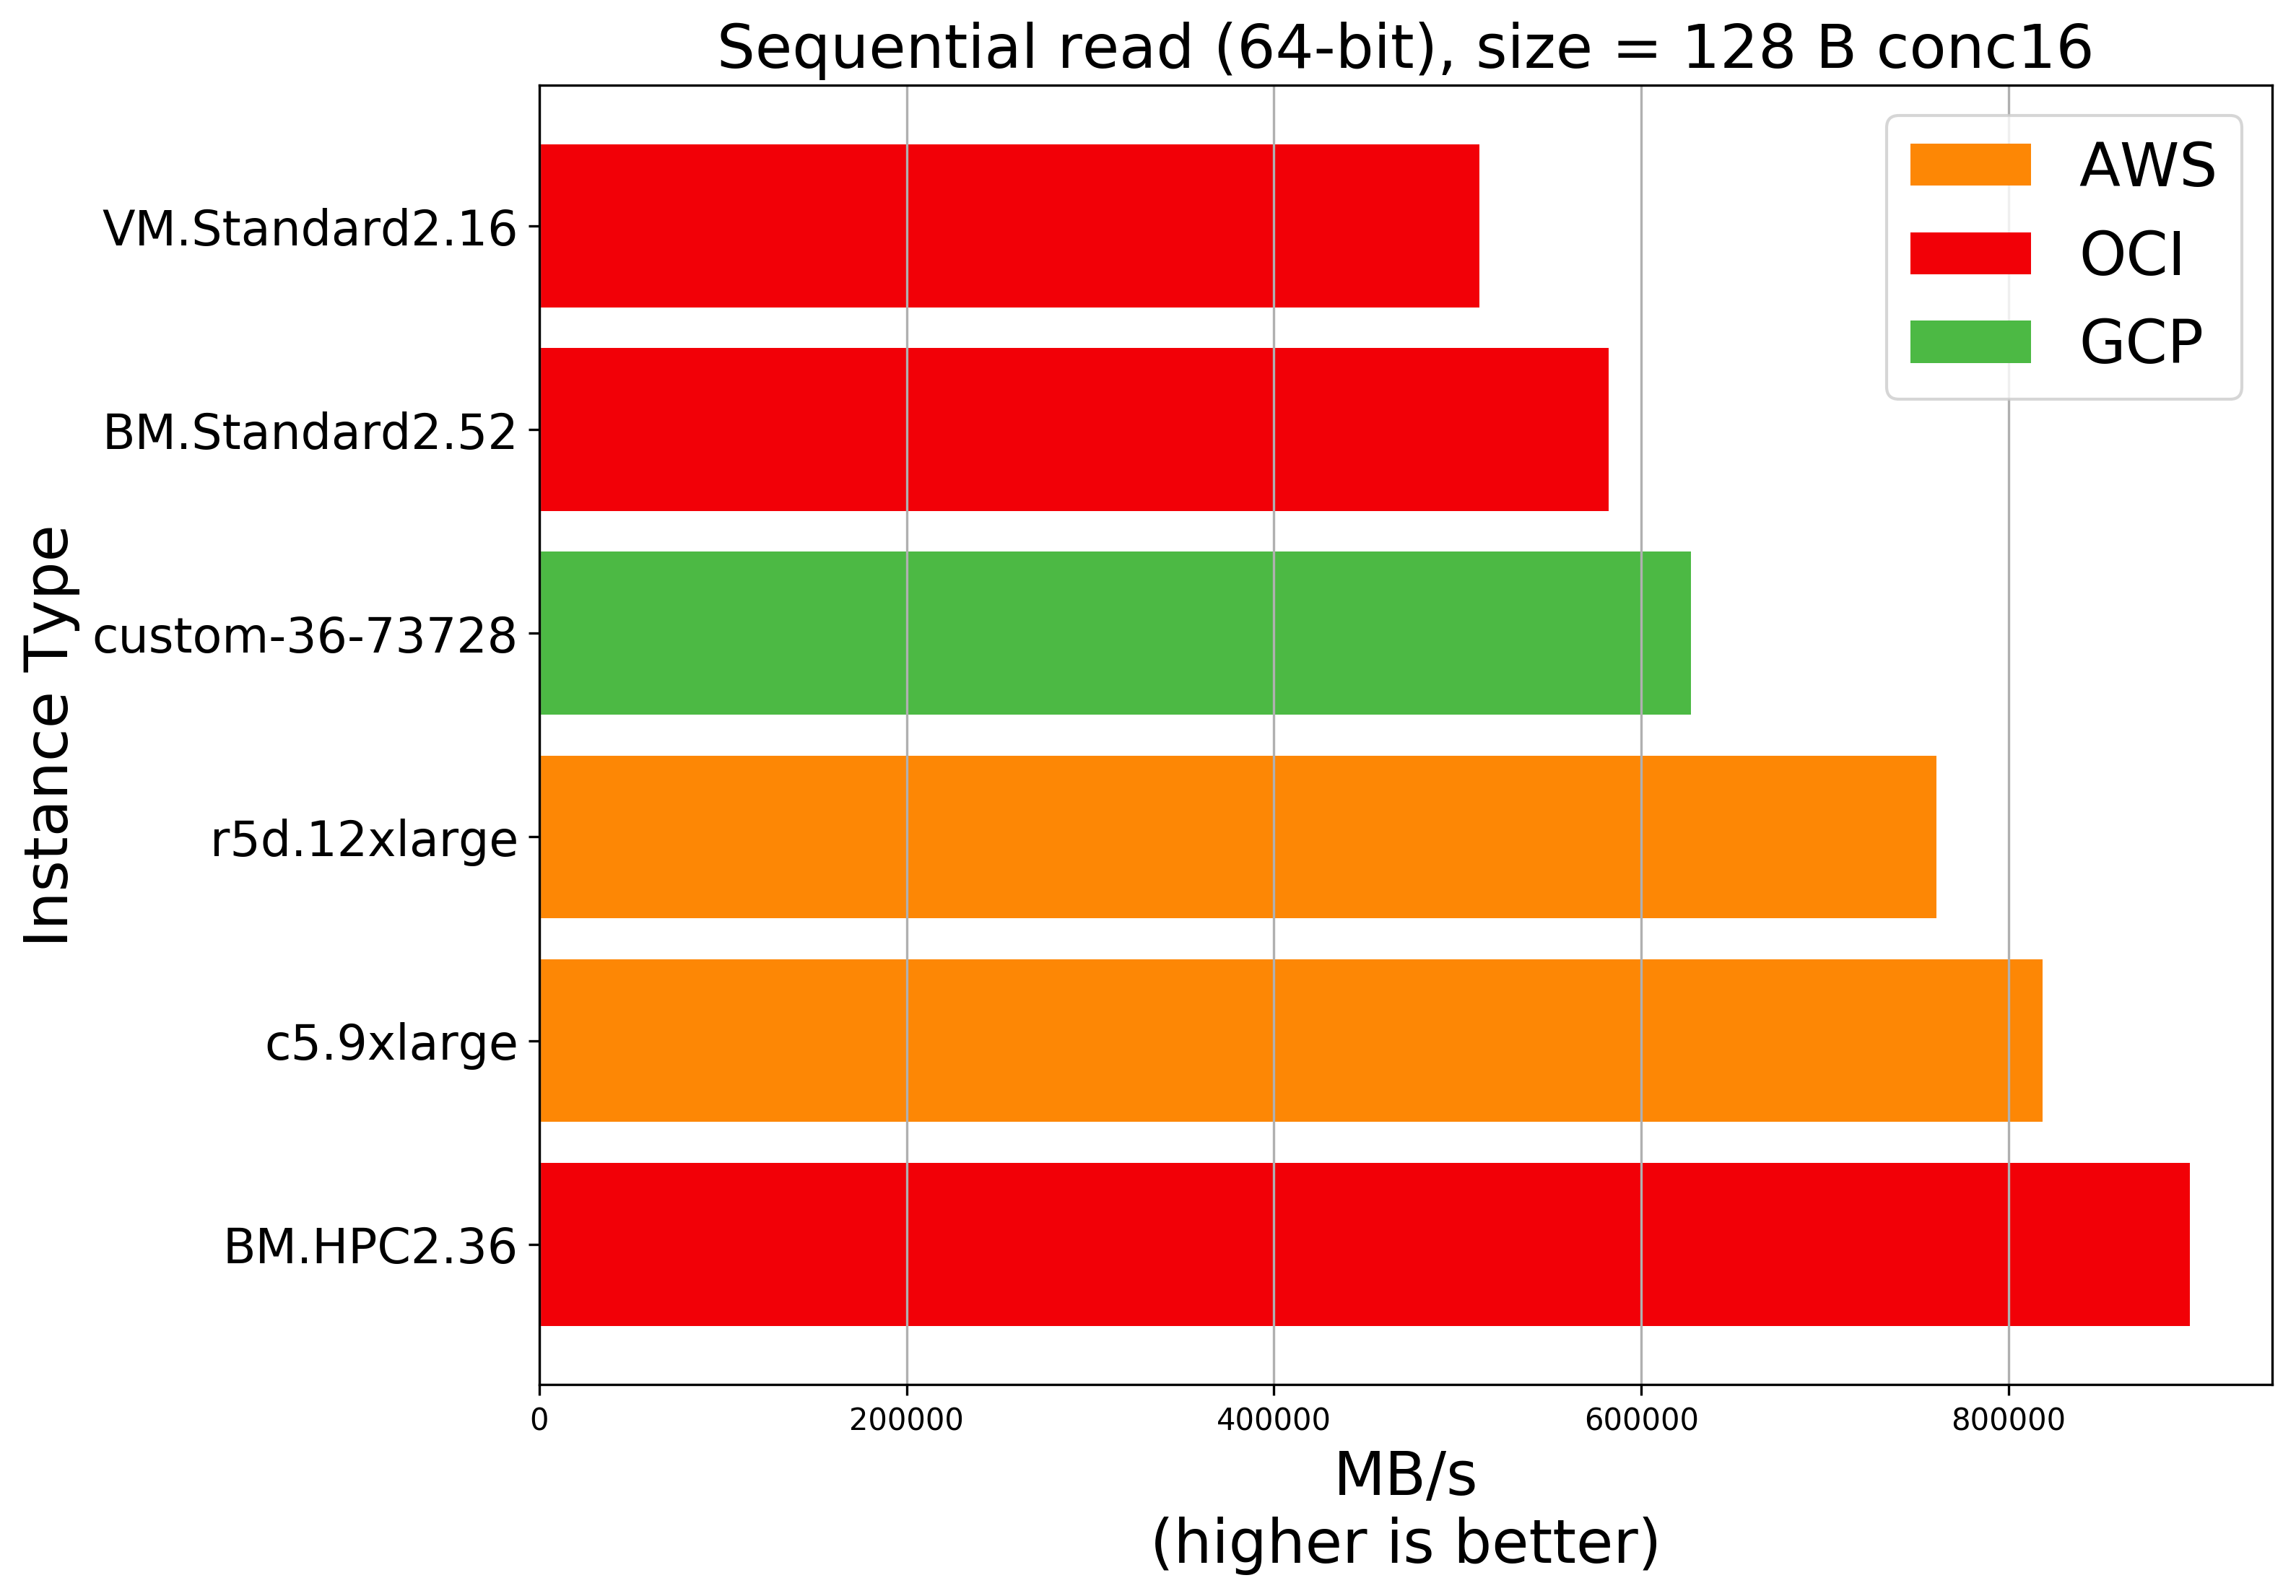 Sequential read (64-bit), size = 128 B conc16
AWS
OCI
GCP
Instance Type
VM.Standard2.16
BM.Standard2.52
custom-36-73728
r5d.12xlarge
c5.9xlarge
BM.HPC2.36
0 200000 400000 600000 800000
MB/s
(higher is better)